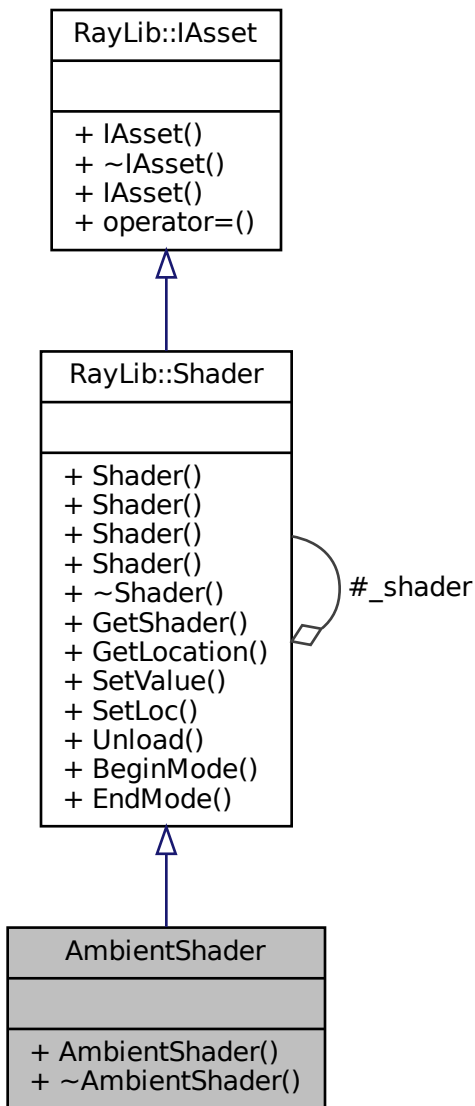 RayLib::IAsset
+ IAsset()
+ ~IAsset()
+ IAsset()
+ operator=()
RayLib::Shader
+ Shader()
+ Shader()
+ Shader()
+ Shader()
+ ~Shader()
+ GetShader()
+ GetLocation()
+ SetValue()
+ SetLoc()
+ Unload()
+ BeginMode()
+ EndMode()
#_shader
AmbientShader
+ AmbientShader()
+ ~AmbientShader()